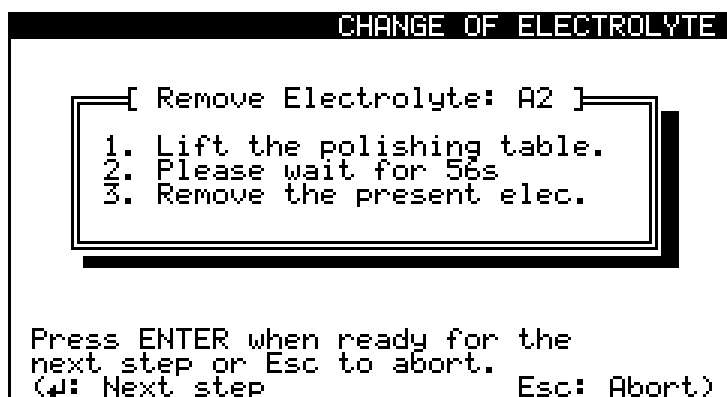 CHANGE OF ELECTROLYTE
[ Remove Electrolyte: A2 ]
1. Lift the polishing table.
2. Please wait for 56s
3. Remove the present elec.
Press ENTER when ready for the
next step or Esc to abort.
(↵: Next step Esc: Abort)